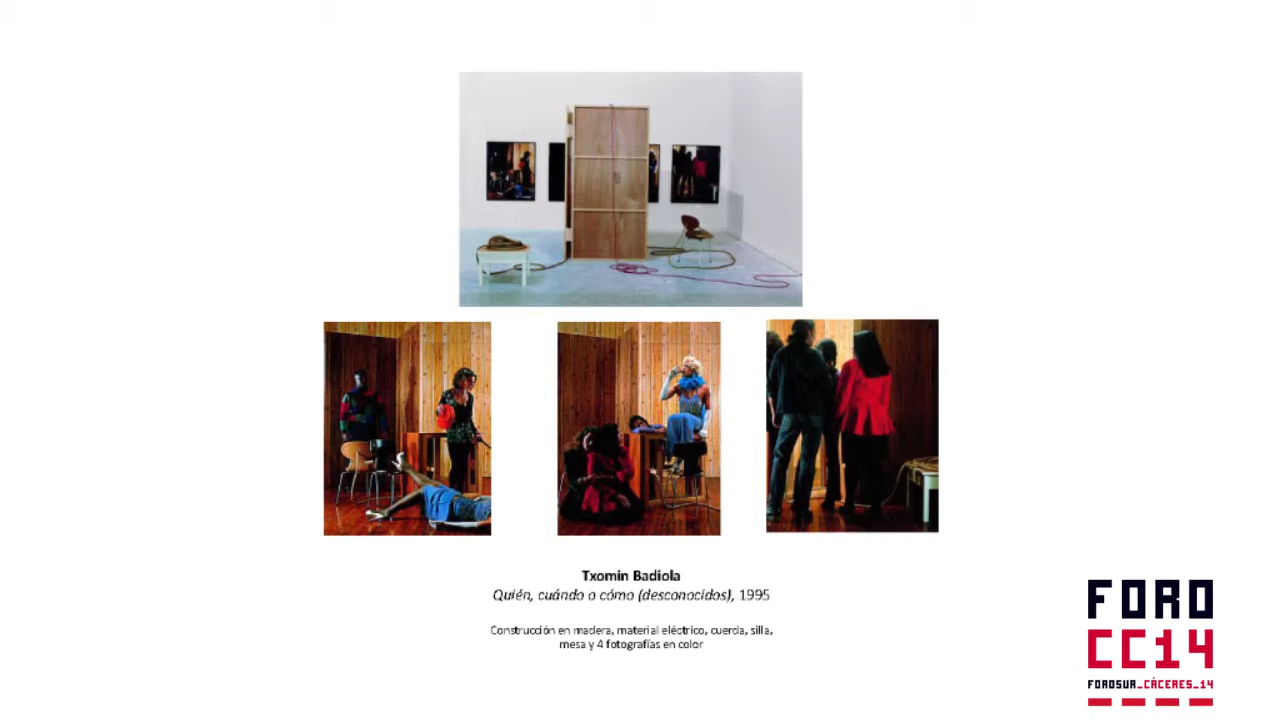 Txomin Badiola
Quién, cuándo o cómo (desconocidos), 1995
Construcción en madera, material eléctrico, cuerda, silla,
mesa y 4 fotografías en color
FORO
CC14
FOROSUR_CÁCERES_14